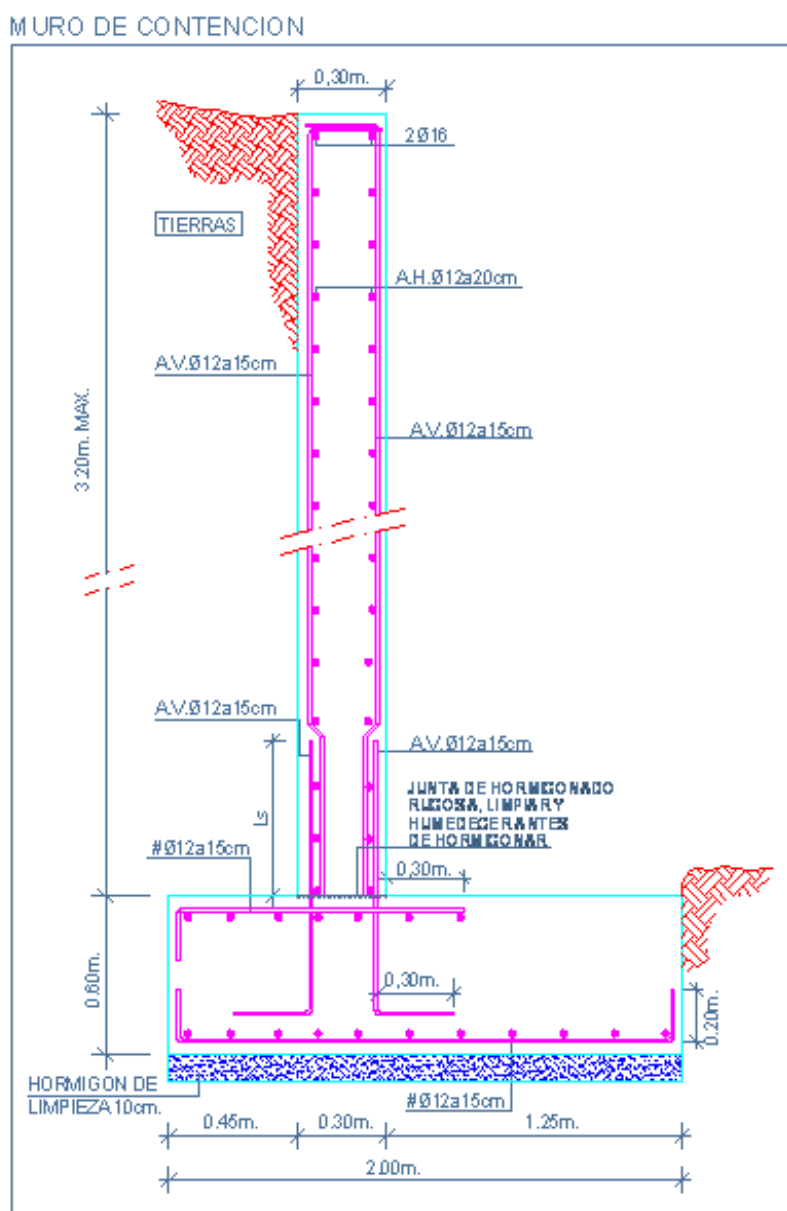 MURO DE CONTENCION
0,30m.
2Ø16
TIERRAS
A.H.Ø12a20cm
A.V.Ø12a15cm
A.V.Ø12a15cm
3.20m. MAX.
A.V.Ø12a15cm
A.V.Ø12a15cm
Ls
JUNTA DE HORMIGONADO
RUGOSA, LIMPIAR Y
HUMEDECER ANTES
DE HORMIGONAR
#Ø12a15cm
0,30m.
0.60m.
0,30m.
0.20m.
HORMIGON DE
LIMPIEZA 10cm.
#Ø12a15cm
0.45m.
0.30m.
1.25m.
2.00m.